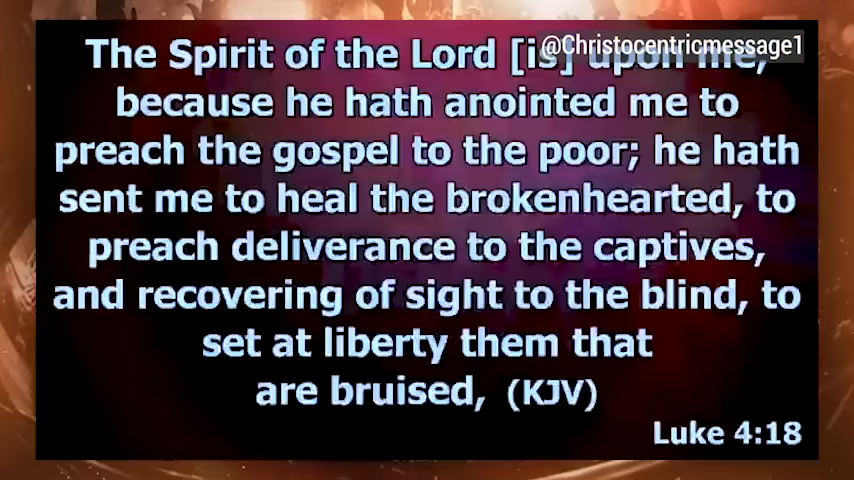 @Christocentricmessage1
The Spirit of the Lord [is] upon me,
because he hath anointed me to
preach the gospel to the poor; he hath
sent me to heal the brokenhearted, to
preach deliverance to the captives,
and recovering of sight to the blind, to
set at liberty them that
are bruised, (KJV)
Luke 4:18